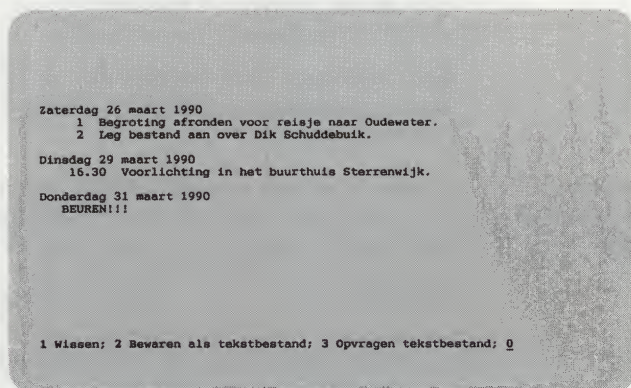 Zaterdag 26 maart 1990
1 Begroting afronden voor reisje naar Oudewater.
2 Leg bestand aan over Dik Schuddebuik.
Dinsdag 29 maart 1990
16.30 Voorlichting in het buurthuis Sterrenwijk.
Donderdag 31 maart 1990
BEUREN!!!
1 Wissen; 2 Bewaren als tekstbestand; 3 Opvragen tekstbestand; 0